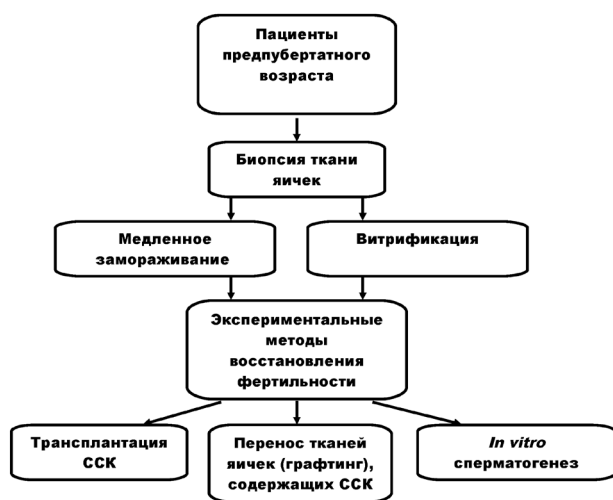 Пациенты
предпубертатного
возраста
Биопсия ткани
яичек
Медленное
замораживание
Витрификация
Экспериментальные
методы
восстановления
фертильности
Трансплантация
ССК
Перенос тканей
яичек (графтинг),
содержащих ССК
In vitro
сперматогенез